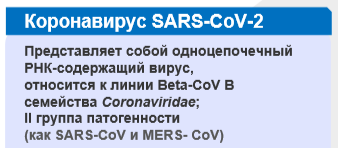 Коронавирус SARS-CoV-2
Представляет собой одноцепочечный
РНК-содержащий вирус,
относится к линии Beta-CoV B
семейства Coronaviridae;
II группа патогенности
(как SARS-CoV и MERS- CoV)